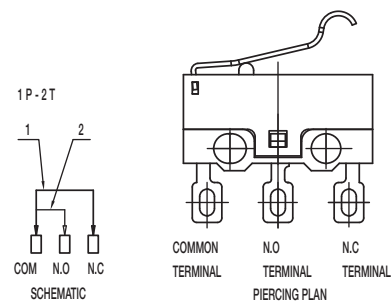 1P-2T
1 2
COM N.O N.C
SCHEMATIC
COMMON TERMINAL
N.O TERMINAL
N.C TERMINAL
PIERCING PLAN